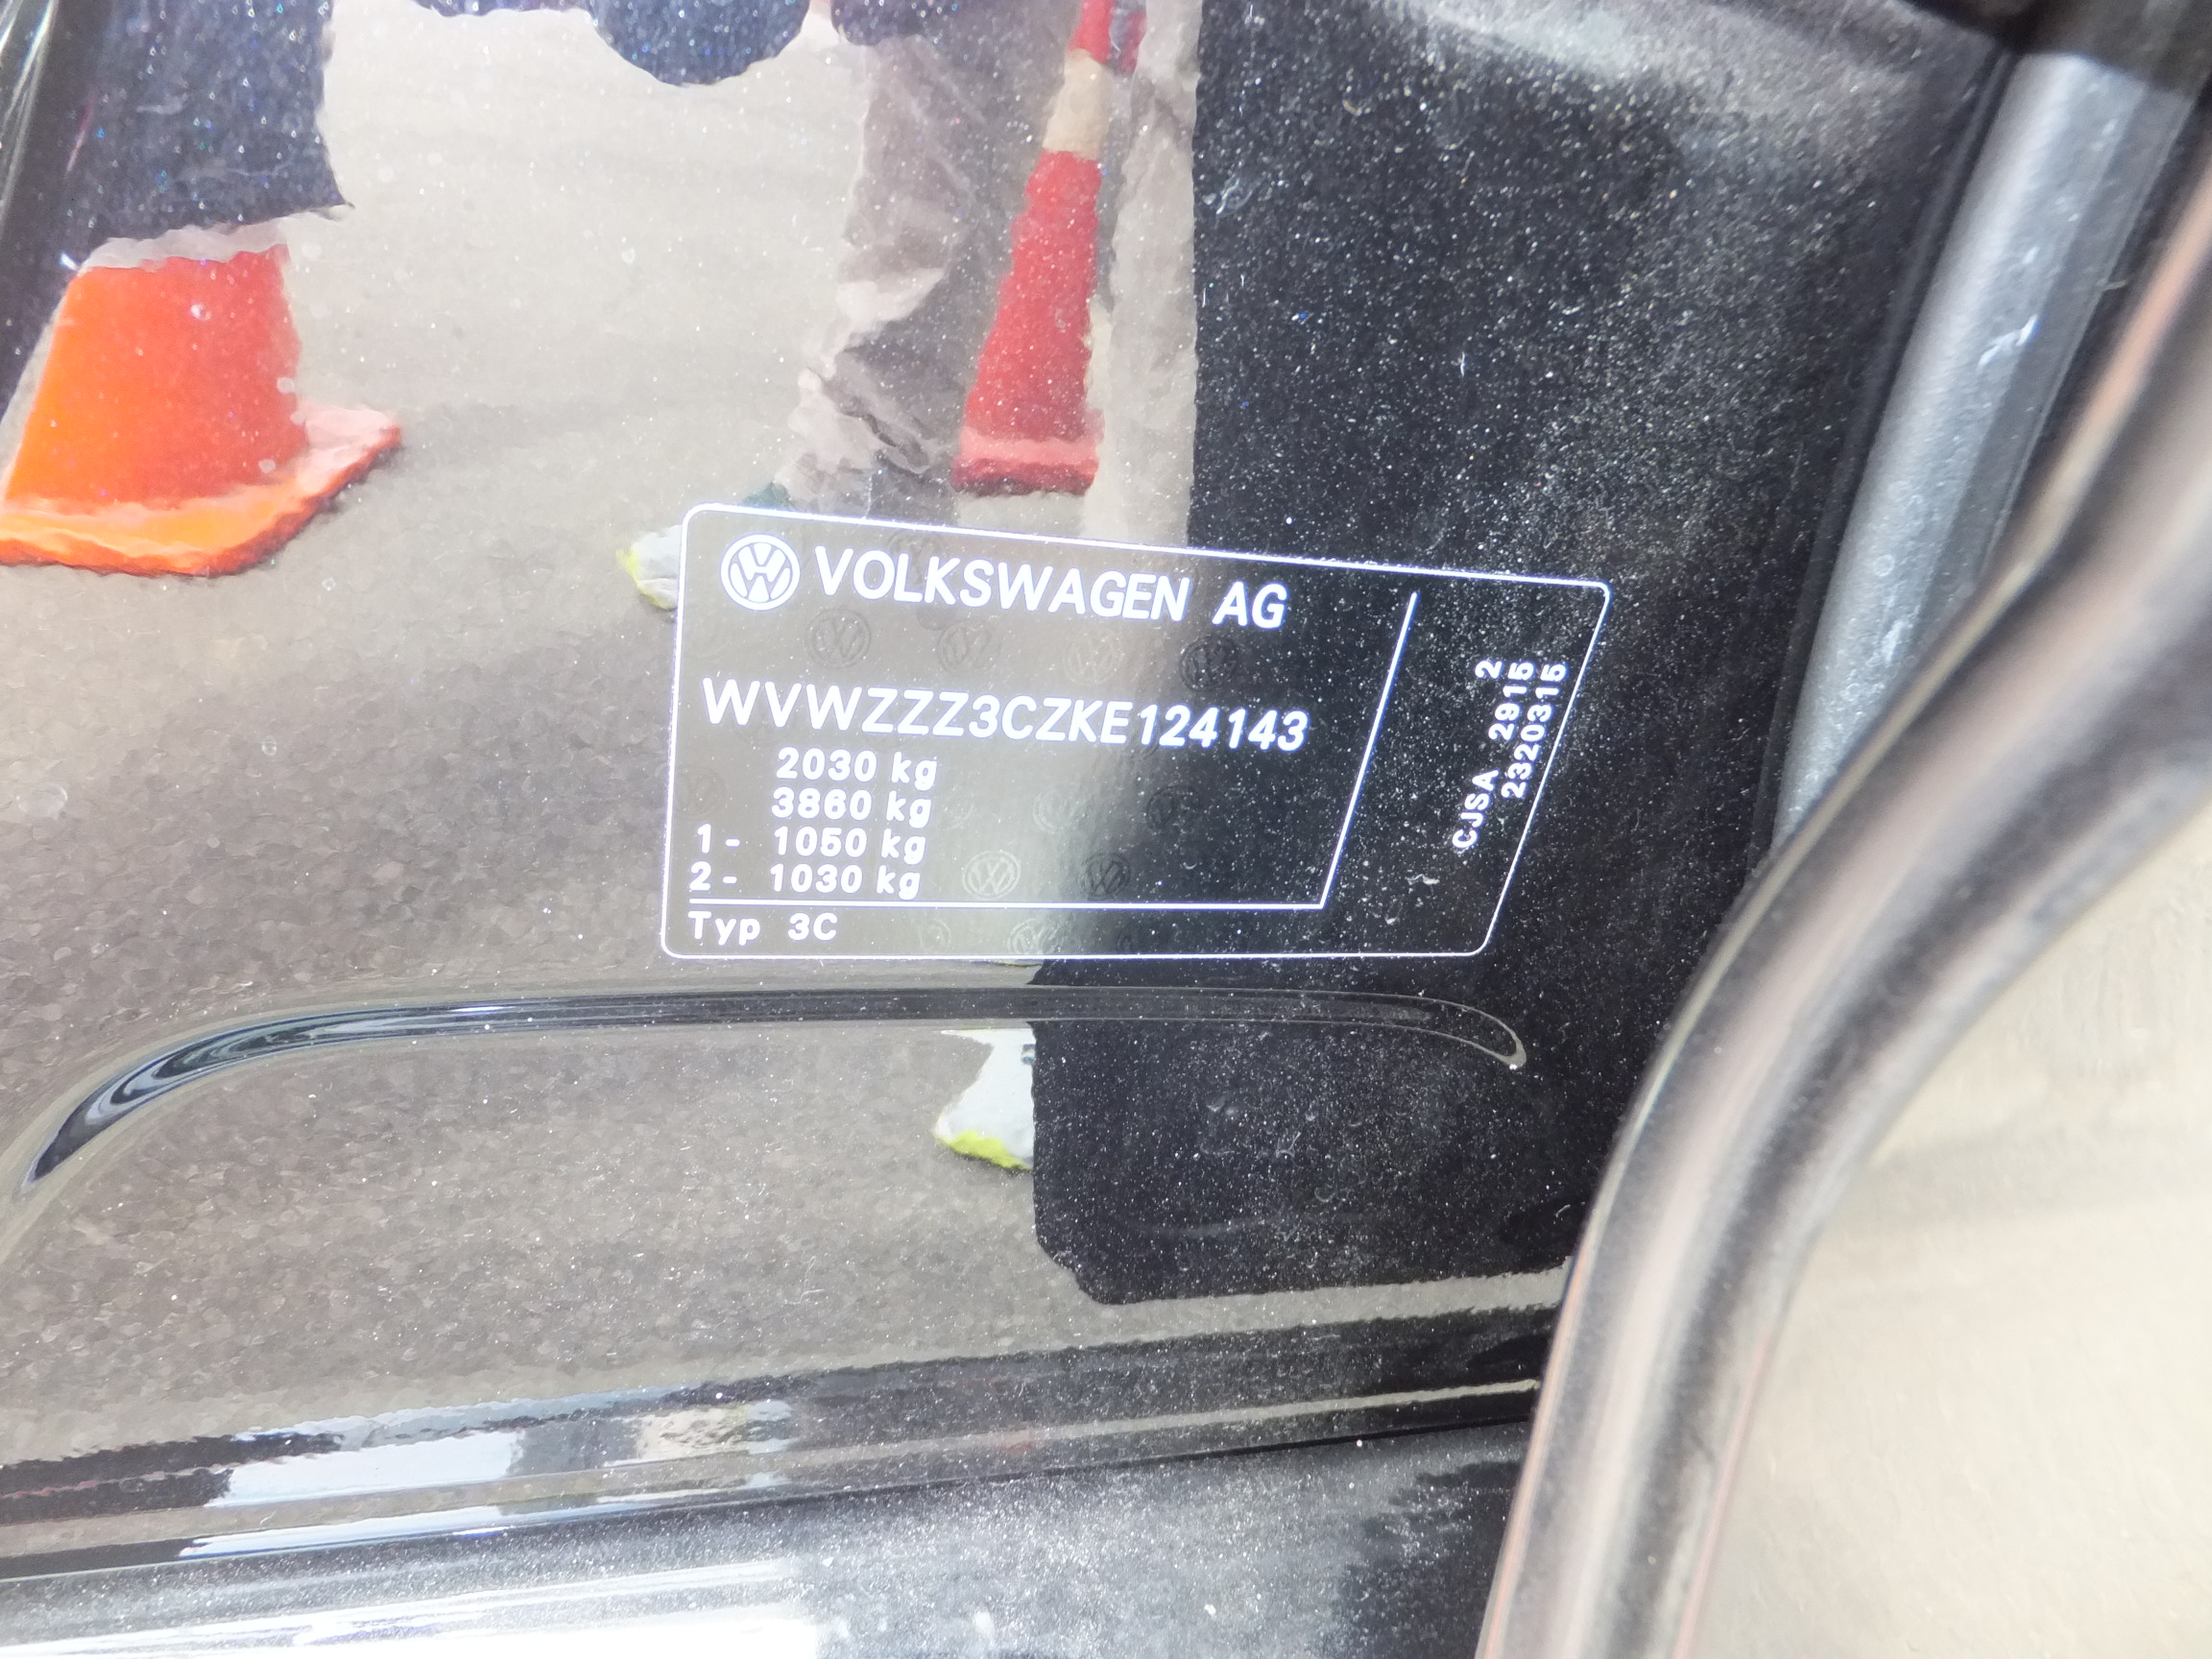 VOLKSWAGEN AG
WVWZZZ3CZKE124143
2030 kg
3860 kg
1- 1050 kg
2- 1030 kg
Typ 3C
CJSA 2915 2
2320315